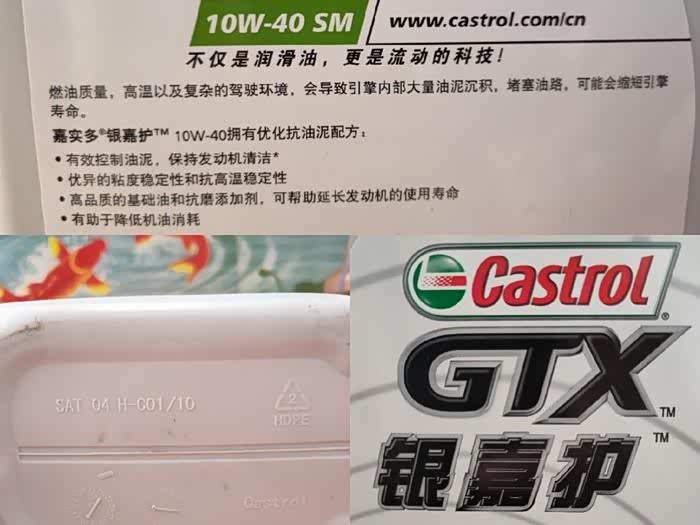 10W-40 SM
www.castrol.com/cn
不仅是润滑油，更是流动的科技！
燃油质量，高温以及复杂的驾驶环境，会导致引擎内部大量油泥沉积，堵塞油路，可能会缩短引擎
寿命。
嘉实多®银嘉护™ 10W-40拥有优化抗油泥配方：
• 有效控制油泥，保持发动机清洁*
• 优异的粘度稳定性和抗高温稳定性
• 高品质的基础油和抗磨添加剂，可帮助延长发动机的使用寿命
• 有助于降低机油消耗
SAT 04 H-C01/10
2
HDPE
Castrol
Castrol®
GTX™
银嘉护™